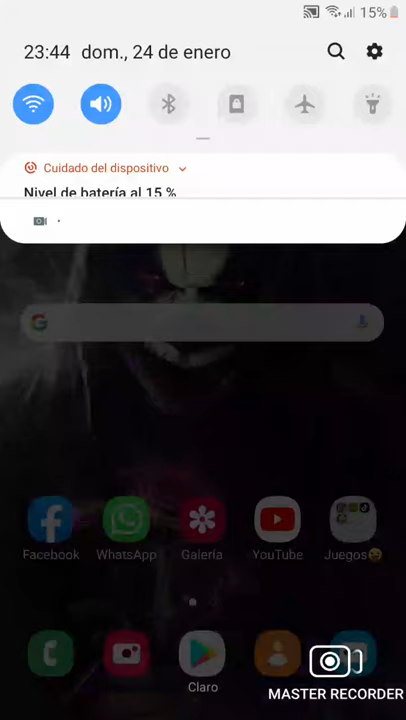 15%
23:44 dom., 24 de enero
Cuidado del dispositivo
Nivel de batería al 15 %
Facebook
WhatsApp
Galería
YouTube
Juegos😆
Claro
MASTER RECORDER